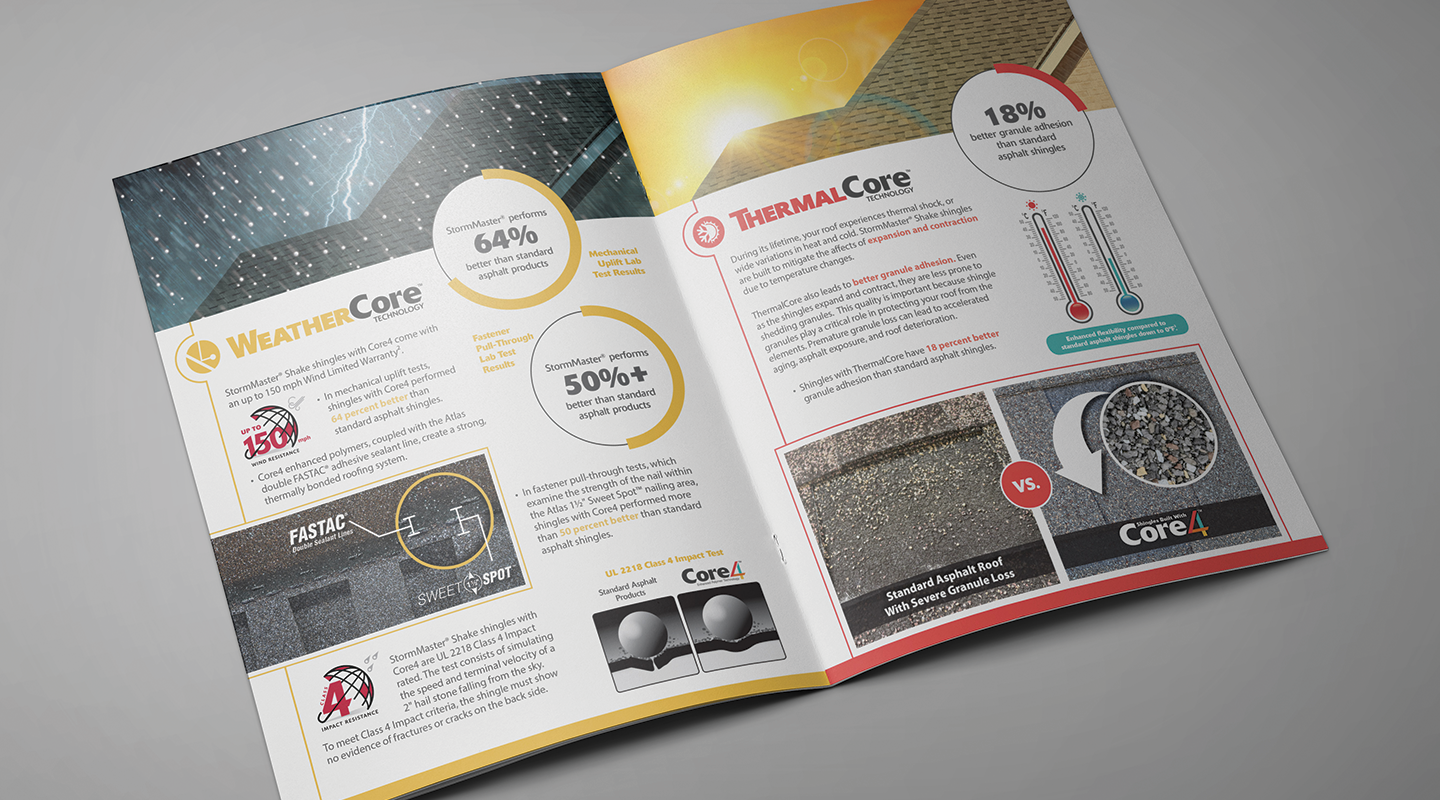 StormMaster® performs
64%
better than standard
asphalt products
Mechanical
Uplift Lab
Test Results
WEATHERCore™
TECHNOLOGY
StormMaster® Shake shingles with Core4 come with
an up to 150 mph Wind Limited Warranty².
UP TO
150 mph
WIND RESISTANCE
• In mechanical uplift tests,
shingles with Core4 performed
64 percent better than
standard asphalt shingles.
• Core4 enhanced polymers, coupled with the Atlas
double FASTAC® adhesive sealant line, create a strong,
thermally bonded roofing system.
FASTAC®
Double Sealant Lines
SWEET SPOT
CLASS
4
IMPACT RESISTANCE
StormMaster® Shake shingles with
Core4 are UL 2218 Class 4 Impact
rated. The test consists of simulating
the speed and terminal velocity of a
2" hail stone falling from the sky.
To meet Class 4 Impact criteria, the shingle must show
no evidence of fractures or cracks on the back side.
Fastener
Pull-Through
Lab Test
Results
StormMaster® performs
50%+
better than standard
asphalt products
• In fastener pull-through tests, which
examine the strength of the nail within
the Atlas 1½" Sweet Spot™ nailing area,
shingles with Core4 performed more
than 50 percent better than standard
asphalt shingles.
UL 2218 Class 4 Impact Test
Standard Asphalt
Products
Core4™
Enhanced Polymer Technology
18%
better granule adhesion
than standard
asphalt shingles
THERMALCore™
TECHNOLOGY
During its lifetime, your roof experiences thermal shock, or
wide variations in heat and cold. StormMaster® Shake shingles
are built to mitigate the affects of expansion and contraction
due to temperature changes.
ThermalCore also leads to better granule adhesion. Even
as the shingles expand and contract, they are less prone to
shedding granules. This quality is important because shingle
granules play a critical role in protecting your roof from the
elements. Premature granule loss can lead to accelerated
aging, asphalt exposure, and roof deterioration.
• Shingles with ThermalCore have 18 percent better
granule adhesion than standard asphalt shingles.
°C °F
°C °F
Enhanced flexibility compared to
standard asphalt shingles down to 0°F.
VS.
Standard Asphalt Roof
With Severe Granule Loss
Shingles Built With
Core4™